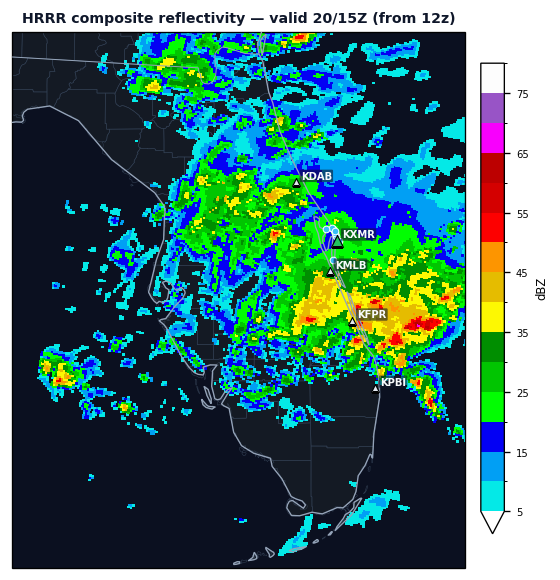 HRRR composite reflectivity — valid 20/15Z (from 12z)
KDAB
KXMR
KMLB
KFPR
KPBI
75
65
55
45
35
25
15
5
dBZ